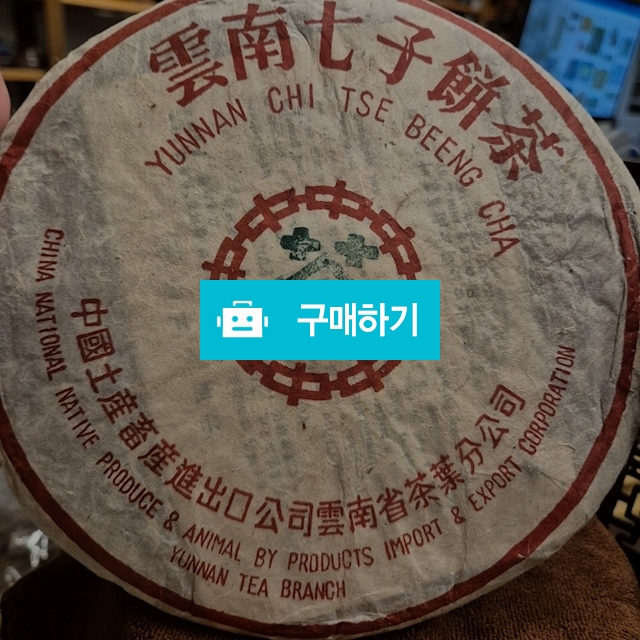 雲南七子餅茶
YUNNAN CHI TSE BEENG CHA
구매하기
中國土産畜産進出口公司雲南省茶葉分公司
CHINA NATIONAL NATIVE PRODUCE & ANIMAL BY PRODUCTS IMPORT & EXPORT CORPORATION
YUNNAN TEA BRANCH